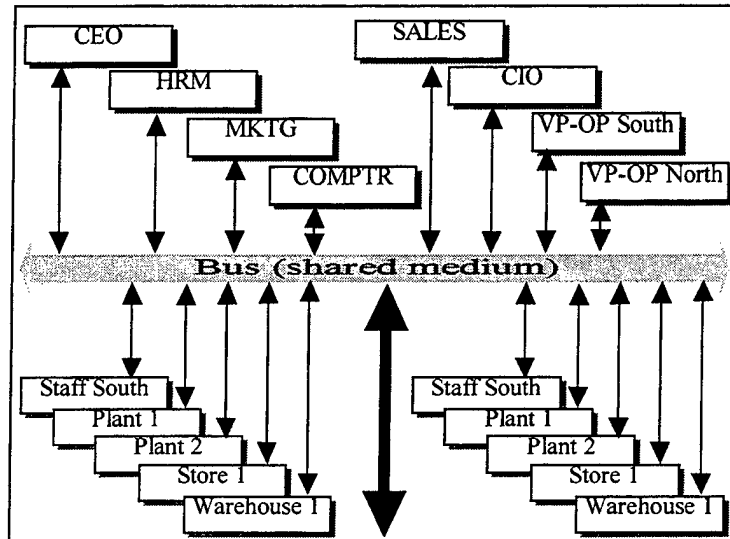 CEO
SALES
HRM
CIO
MKTG
VP-OP South
COMPTR
VP-OP North
Bus (shared medium)
Staff South
Plant 1
Plant 2
Store 1
Warehouse 1
Staff South
Plant 1
Plant 2
Store 1
Warehouse 1